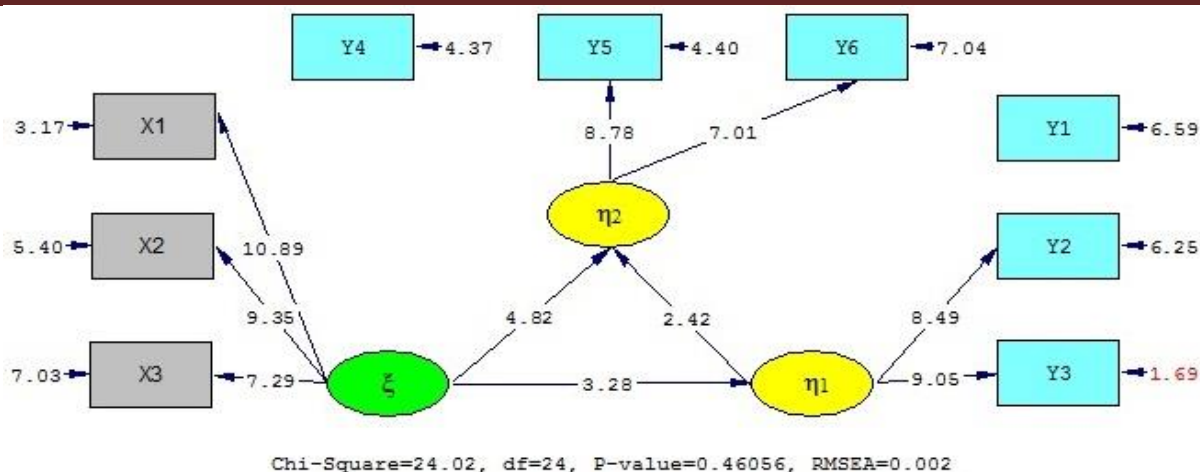 Y4
4.37
Y5
4.40
Y6
7.04
3.17
X1
8.78
7.01
Y1
6.59
5.40
X2
10.89
η2
Y2
6.25
9.35
4.82
2.42
8.49
7.03
X3
7.29
ξ
3.28
η1
9.05
Y3
1.69
Chi-Square=24.02, df=24, P-value=0.46056, RMSEA=0.002